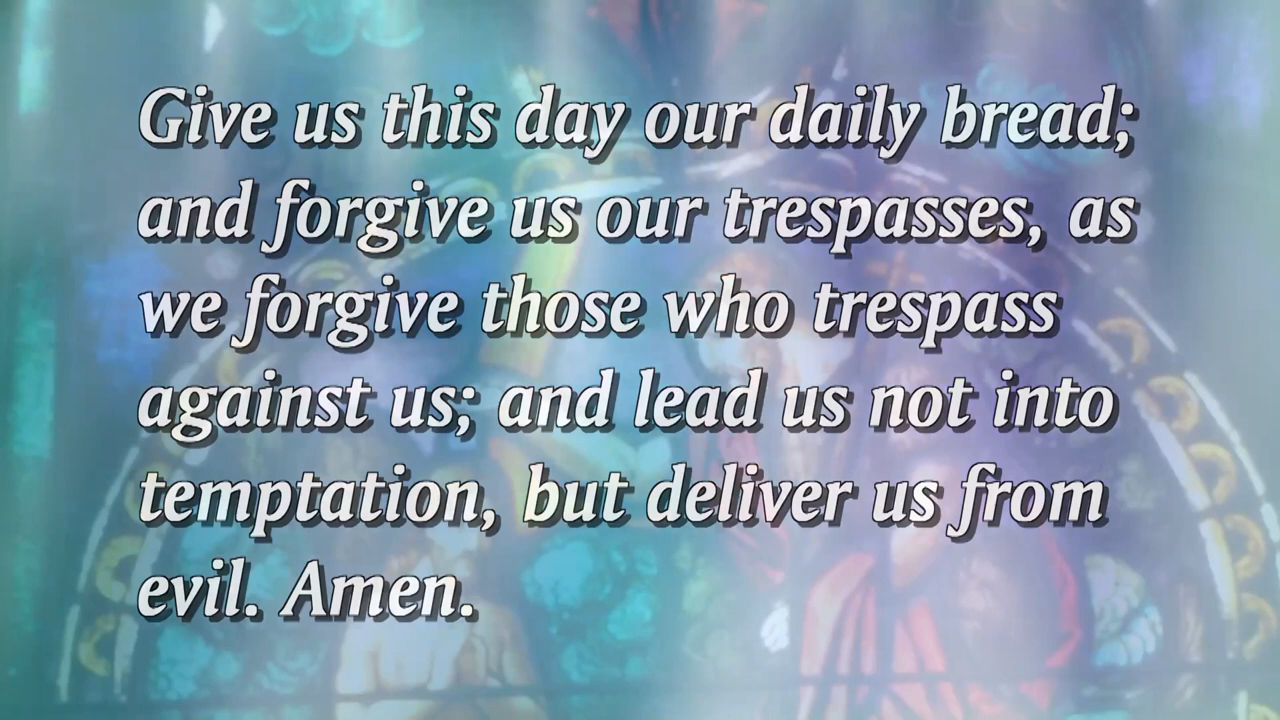 Give us this day our daily bread;
and forgive us our trespasses, as
we forgive those who trespass
against us; and lead us not into
temptation, but deliver us from
evil. Amen.